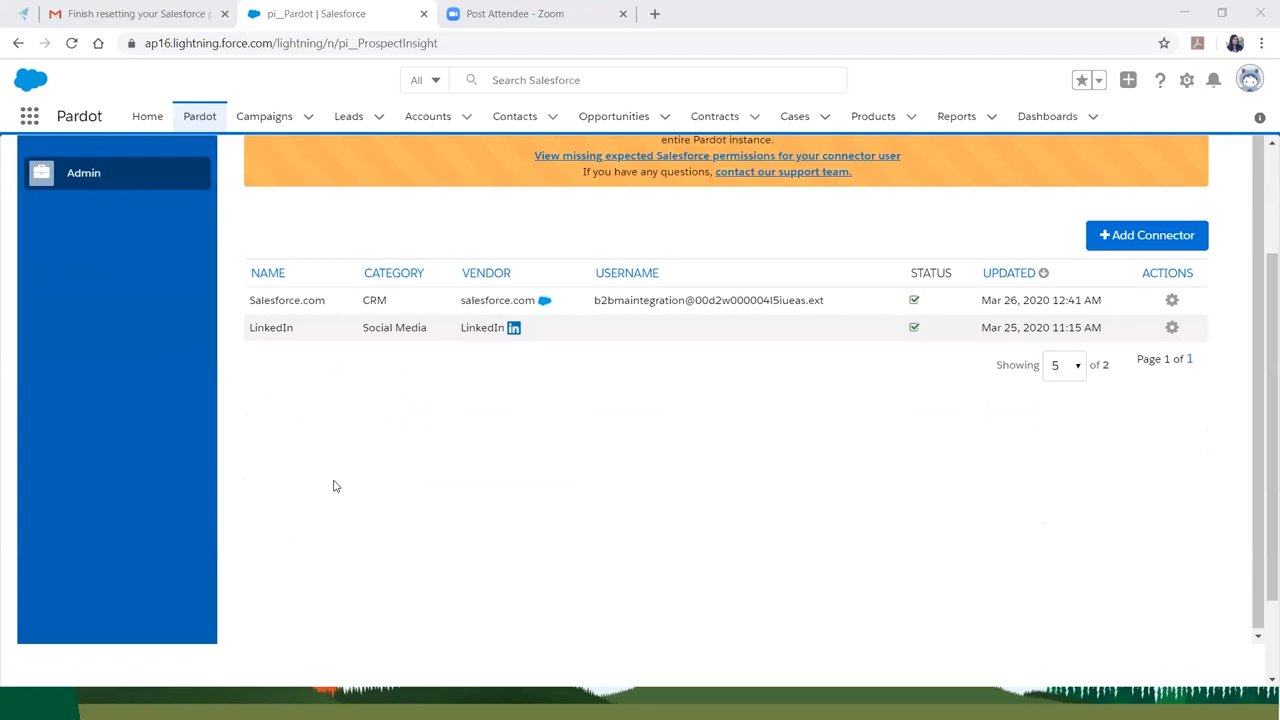 Finish resetting your Salesforce p
pi__Pardot | Salesforce
Post Attendee - Zoom
ap16.lightning.force.com/lightning/n/pi__ProspectInsight
All
Search Salesforce
Pardot
Home
Pardot
Campaigns
Leads
Accounts
Contacts
Opportunities
Contracts
Cases
Products
Reports
Dashboards
Admin
entire Pardot instance.
View missing expected Salesforce permissions for your connector user
If you have any questions, contact our support team.
Add Connector
NAME CATEGORY VENDOR USERNAME STATUS UPDATED ACTIONS
Salesforce.com CRM salesforce.com b2bmaintegration@00d2w000004l5iueas.ext Mar 26, 2020 12:41 AM
LinkedIn Social Media LinkedIn in Mar 25, 2020 11:15 AM
Showing 5 of 2 Page 1 of 1